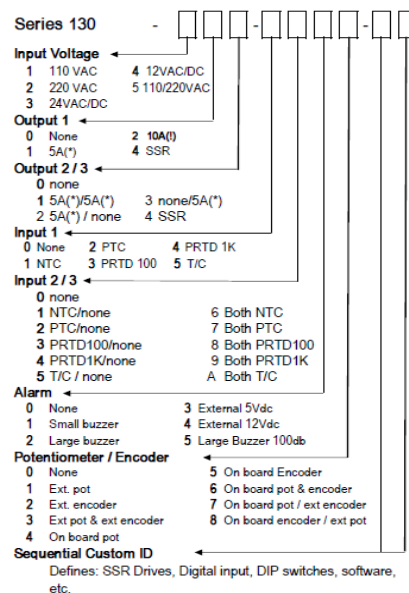 Series 130 - -  -
Input Voltage
1 110 VAC 4 12VAC/DC
2 220 VAC 5 110/220VAC
3 24VAC/DC
Output 1
0 None 2 10A(!)
1 5A(*) 4 SSR
Output 2 / 3
0 none
1 5A(*)/5A(*) 3 none/5A(*)
2 5A(*) / none 4 SSR
Input 1
0 None 2 PTC 4 PRTD 1K
1 NTC 3 PRTD 100 5 T/C
Input 2 / 3
0 none
1 NTC/none 6 Both NTC
2 PTC/none 7 Both PTC
3 PRTD100/none 8 Both PRTD100
4 PRTD1K/none 9 Both PRTD1K
5 T/C / none A Both T/C
Alarm
0 None 3 External 5Vdc
1 Small buzzer 4 External 12Vdc
2 Large buzzer 5 Large Buzzer 100db
Potentiometer / Encoder
0 None 5 On board Encoder
1 Ext. pot 6 On board pot & encoder
2 Ext. encoder 7 On board pot / ext encoder
3 Ext pot & ext encoder 8 On board encoder / ext pot
4 On board pot
Sequential Custom ID
Defines: SSR Drives, Digital input, DIP switches, software,
etc.